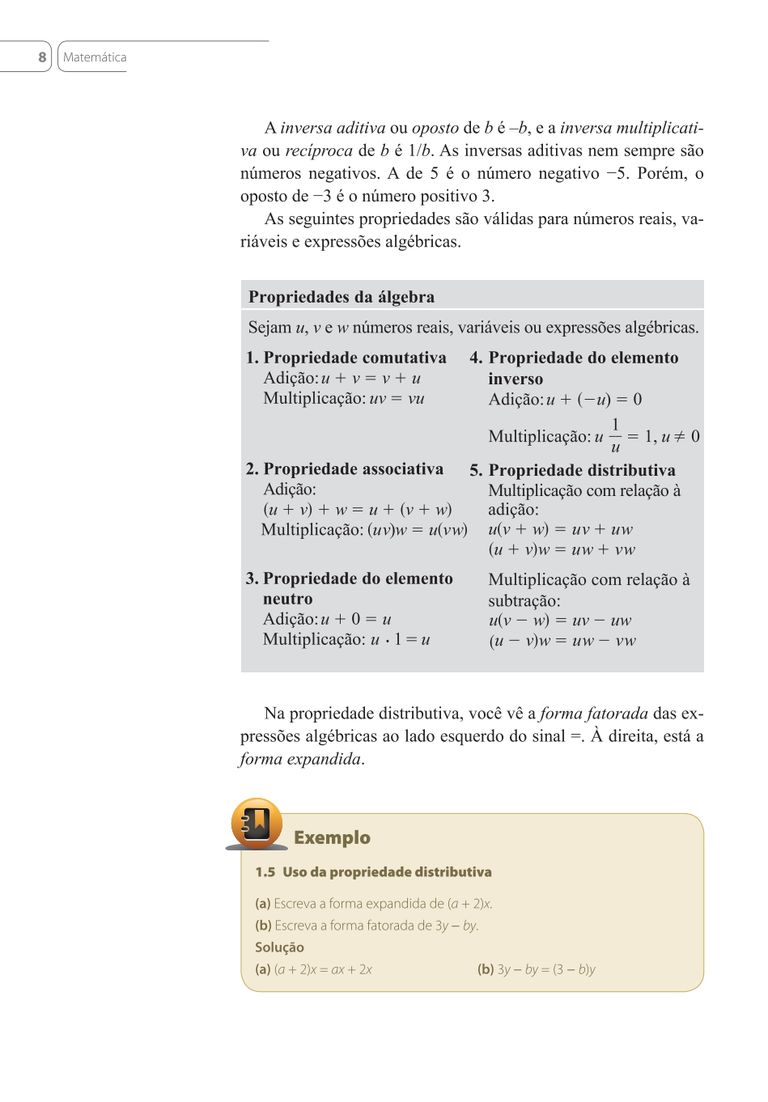 8 Matemática
A inversa aditiva ou oposto de b é –b, e a inversa multiplicati-
va ou recíproca de b é 1/b. As inversas aditivas nem sempre são
números negativos. A de 5 é o número negativo −5. Porém, o
oposto de −3 é o número positivo 3.
As seguintes propriedades são válidas para números reais, va-
riáveis e expressões algébricas.
Propriedades da álgebra
Sejam u, v e w números reais, variáveis ou expressões algébricas.
1. Propriedade comutativa
Adição: u + v = v + u
Multiplicação: uv = vu
2. Propriedade associativa
Adição:
(u + v) + w = u + (v + w)
Multiplicação: (uv)w = u(vw)
3. Propriedade do elemento
neutro
Adição: u + 0 = u
Multiplicação: u · 1 = u
4. Propriedade do elemento
inverso
Adição: u + (−u) = 0
Multiplicação: u 1/u = 1, u ≠ 0
5. Propriedade distributiva
Multiplicação com relação à
adição:
u(v + w) = uv + uw
(u + v)w = uw + vw
Multiplicação com relação à
subtração:
u(v − w) = uv − uw
(u − v)w = uw − vw
Na propriedade distributiva, você vê a forma fatorada das ex-
pressões algébricas ao lado esquerdo do sinal =. À direita, está a
forma expandida.
Exemplo
1.5 Uso da propriedade distributiva
(a) Escreva a forma expandida de (a + 2)x.
(b) Escreva a forma fatorada de 3y − by.
Solução
(a) (a + 2)x = ax + 2x (b) 3y − by = (3 − b)y